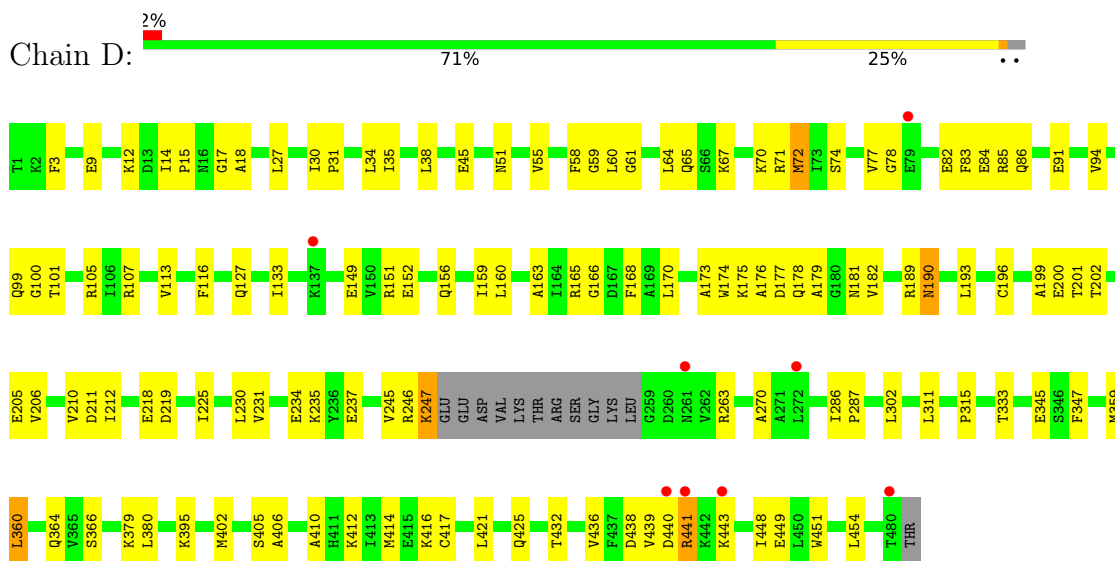 2%
Chain D:
71% 25% • •
T1 K2 F3 E9 K12 D13 I14 P15 N16 G17 A18 L27 I30 P31 L34 I35 L38 E45 N51 V55 F58 G59 L60 G61 L64 Q65 S66 K67 K70 R71 M72 I73 S74 V77 G78 E79 E82 F83 E84 R85 Q86 E91 V94
Q99 G100 T101 R105 I106 R107 V113 F116 Q127 I133 K137 E149 V150 R151 E152 Q156 I159 L160 A163 I164 R165 G166 D167 F168 A169 L170 A173 W174 K175 A176 D177 Q178 A179 G180 N181 V182 R189 N190 L193 C196 A199 E200 T201 T202
E205 V206 V210 D211 I212 E218 D219 I225 L230 V231 E234 K235 Y236 E237 V245 R246 K247 GLU GLU ASP VAL LYS THR ARG SER GLY LYS LEU G259 D260 N261 V262 R263 A270 A271 L272 I286 P287 L302 L311 P315 T333 E345 S346 F347 M359
L360 Q364 V365 S366 K379 L380 K395 M402 S405 A406 A410 H411 K412 I413 M414 E415 K416 C417 L421 Q425 T432 V436 F437 D438 V439 D440 R441 K442 K443 I448 E449 L450 W451 L454 T480 THR